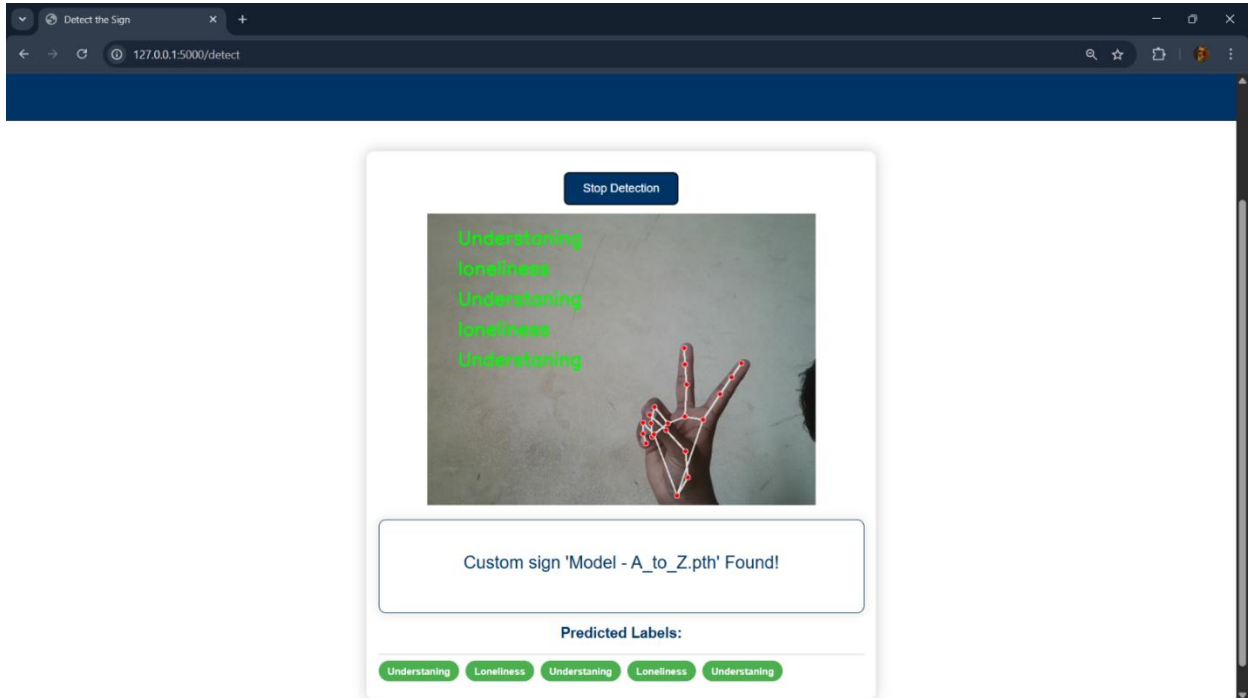 Detect the Sign
127.0.0.1:5000/detect
Stop Detection
Understaning
loneliness
Understaning
loneliness
Understaning
Custom sign 'Model - A_to_Z.pth' Found!
Predicted Labels:
Understaning Loneliness Understaning Loneliness Understaning